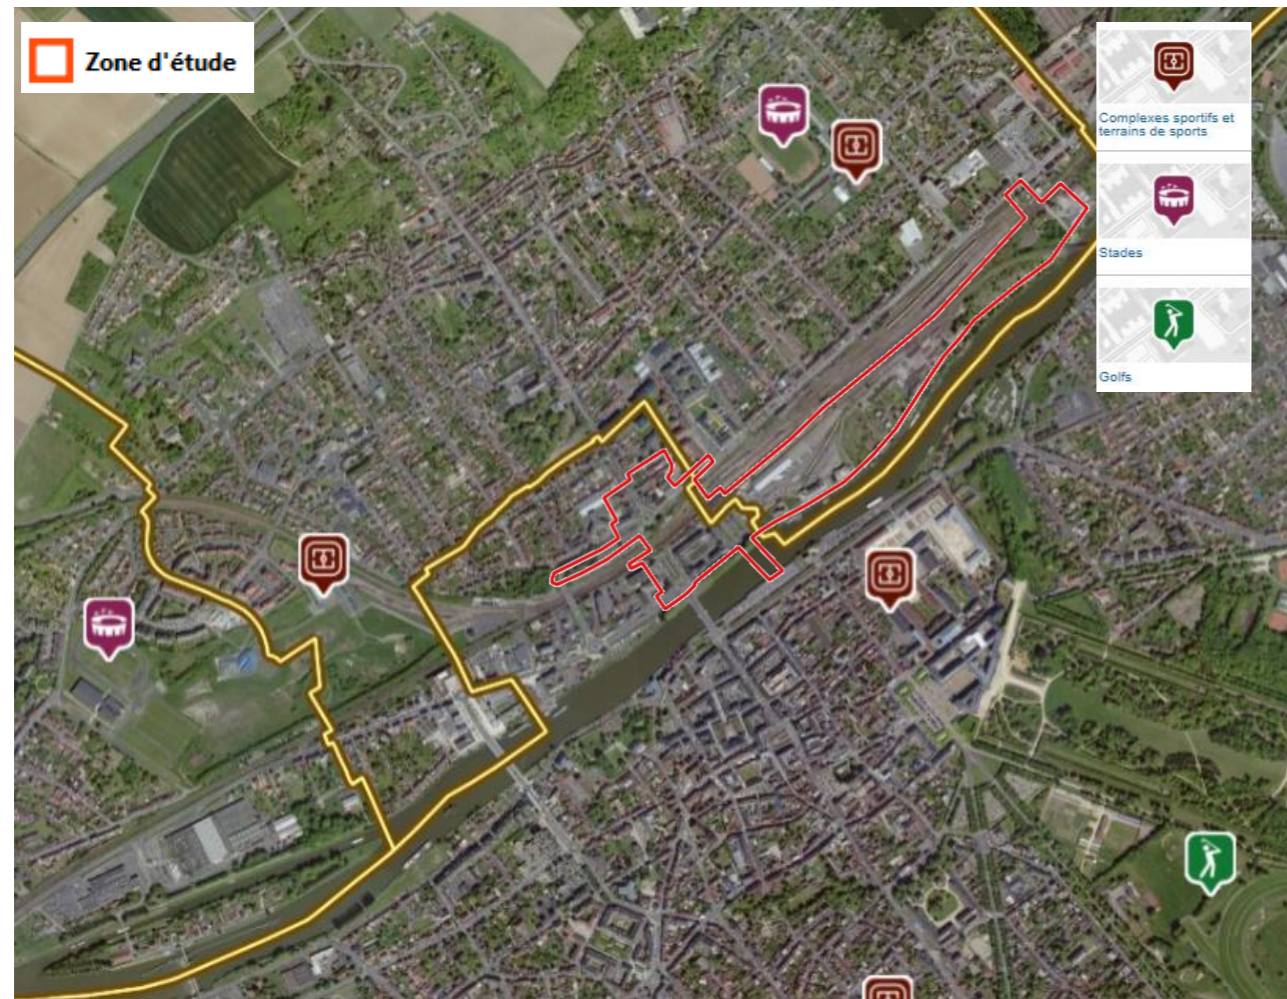 Zone d'étude
Complexes sportifs et
terrains de sports
Stades
Golfs